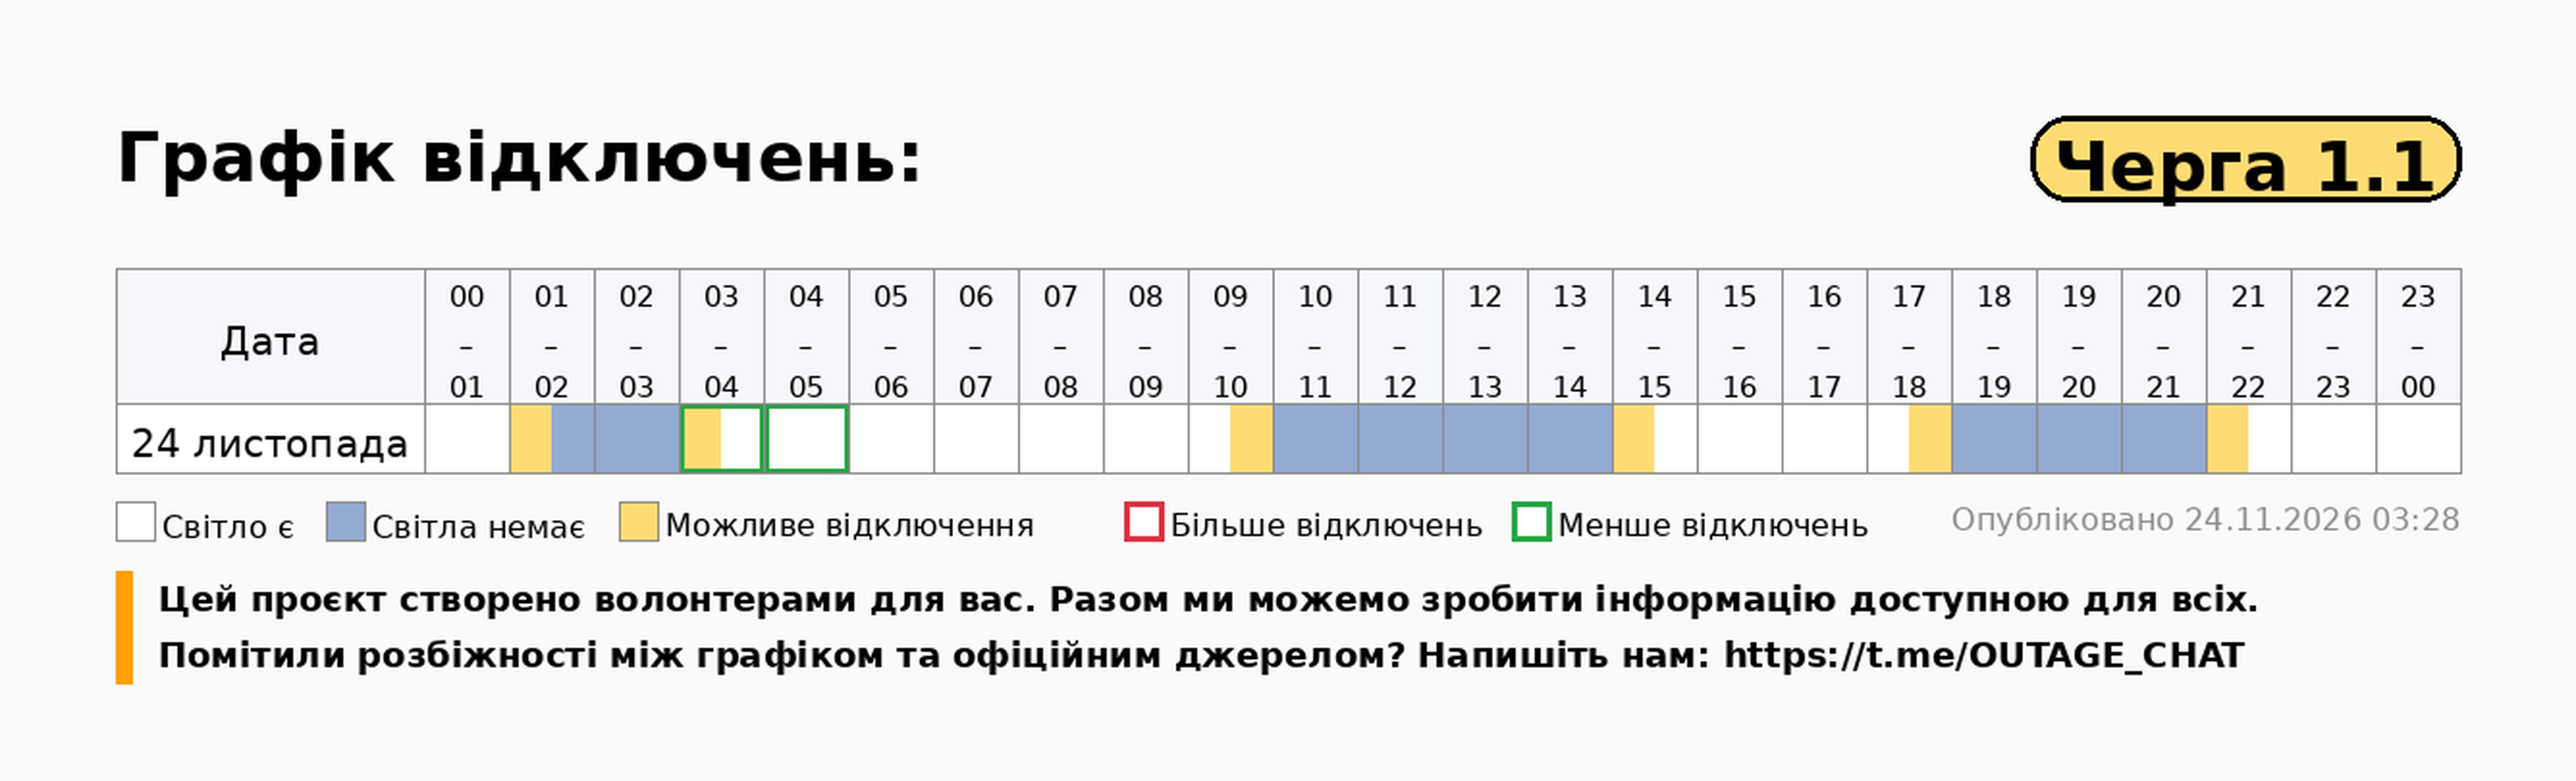 Графік відключень:
Черга 1.1
Дата 00 – 01 01 – 02 02 – 03 03 – 04 04 – 05 05 – 06 06 – 07 07 – 08 08 – 09 09 – 10 10 – 11 11 – 12 12 – 13 13 – 14 14 – 15 15 – 16 16 – 17 17 – 18 18 – 19 19 – 20 20 – 21 21 – 22 22 – 23 23 – 00
24 листопада
Світло є Світла немає Можливе відключення Більше відключень Менше відключень Опубліковано 24.11.2026 03:28
Цей проєкт створено волонтерами для вас. Разом ми можемо зробити інформацію доступною для всіх.
Помітили розбіжності між графіком та офіційним джерелом? Напишіть нам: https://t.me/OUTAGE_CHAT